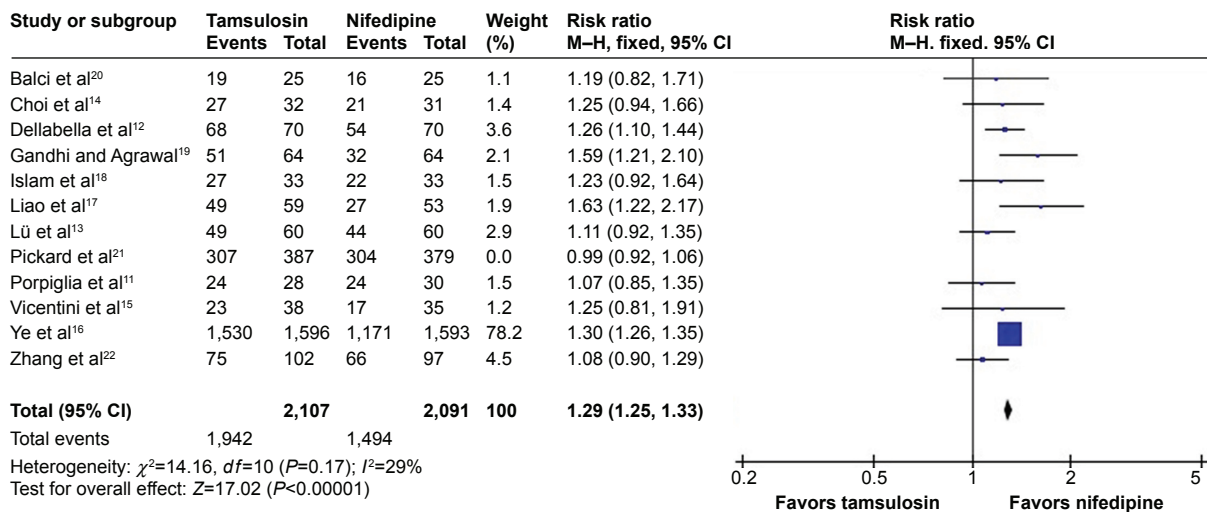 Study or subgroup Tamsulosin Nifedipine Weight Risk ratio Risk ratio
Events Total Events Total (%) M–H, fixed, 95% CI M–H. fixed. 95% CI
Balci et al²⁰ 19 25 16 25 1.1 1.19 (0.82, 1.71)
Choi et al¹⁴ 27 32 21 31 1.4 1.25 (0.94, 1.66)
Dellabella et al¹² 68 70 54 70 3.6 1.26 (1.10, 1.44)
Gandhi and Agrawal¹⁹ 51 64 32 64 2.1 1.59 (1.21, 2.10)
Islam et al¹⁸ 27 33 22 33 1.5 1.23 (0.92, 1.64)
Liao et al¹⁷ 49 59 27 53 1.9 1.63 (1.22, 2.17)
Lü et al¹³ 49 60 44 60 2.9 1.11 (0.92, 1.35)
Pickard et al²¹ 307 387 304 379 0.0 0.99 (0.92, 1.06)
Porpiglia et al¹¹ 24 28 24 30 1.5 1.07 (0.85, 1.35)
Vicentini et al¹⁵ 23 38 17 35 1.2 1.25 (0.81, 1.91)
Ye et al¹⁶ 1,530 1,596 1,171 1,593 78.2 1.30 (1.26, 1.35)
Zhang et al²² 75 102 66 97 4.5 1.08 (0.90, 1.29)
Total (95% CI) 2,107 2,091 100 1.29 (1.25, 1.33)
Total events 1,942 1,494
Heterogeneity: χ²=14.16, df=10 (P=0.17); I²=29%
Test for overall effect: Z=17.02 (P<0.00001)
0.2 0.5 1 2 5
Favors tamsulosin Favors nifedipine